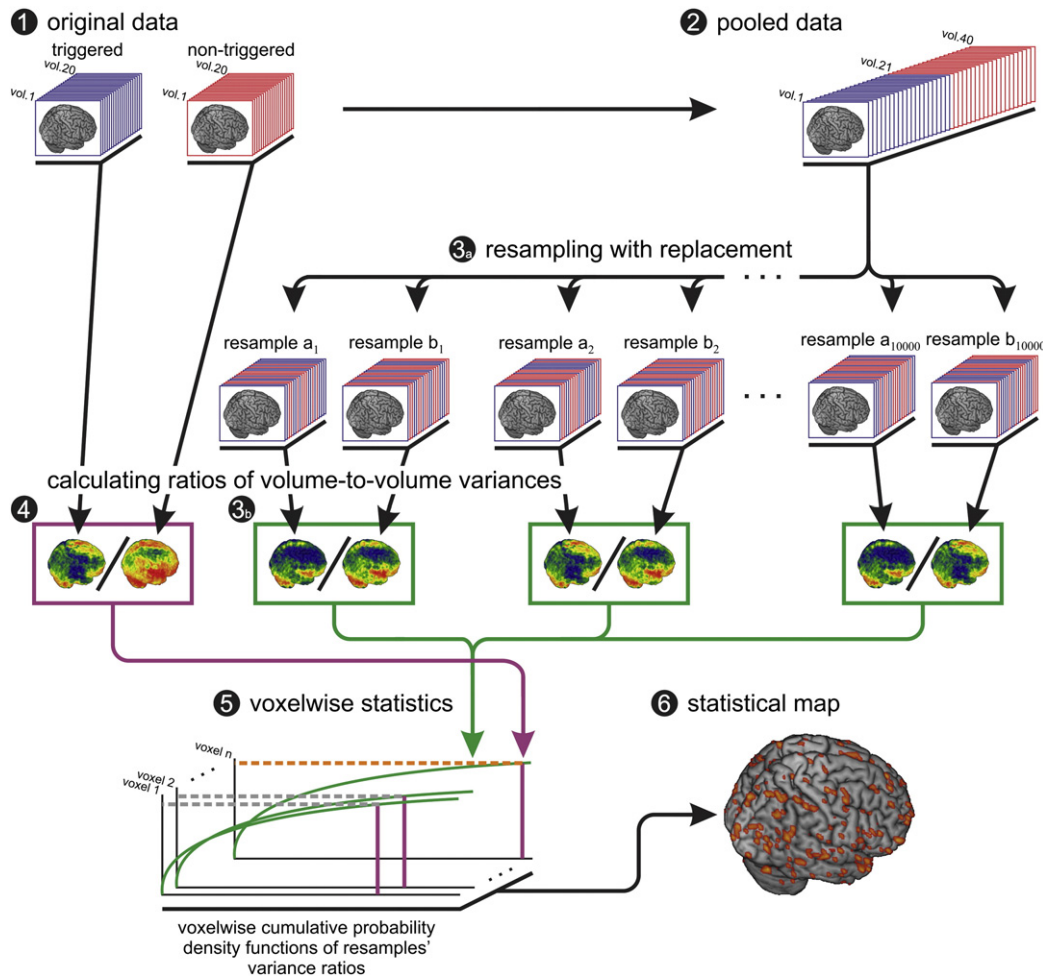 1 original data
triggered
non-triggered
vol.20
vol.1
vol.20
vol.1
2 pooled data
vol.40
vol.21
vol.1
3a resampling with replacement
. . .
resample a1
resample b1
resample a2
resample b2
. . .
resample a10000
resample b10000
calculating ratios of volume-to-volume variances
4
3b
5 voxelwise statistics
voxel n
. . .
voxel 2
voxel 1
. . .
voxelwise cumulative probability
density functions of resamples'
variance ratios
6 statistical map